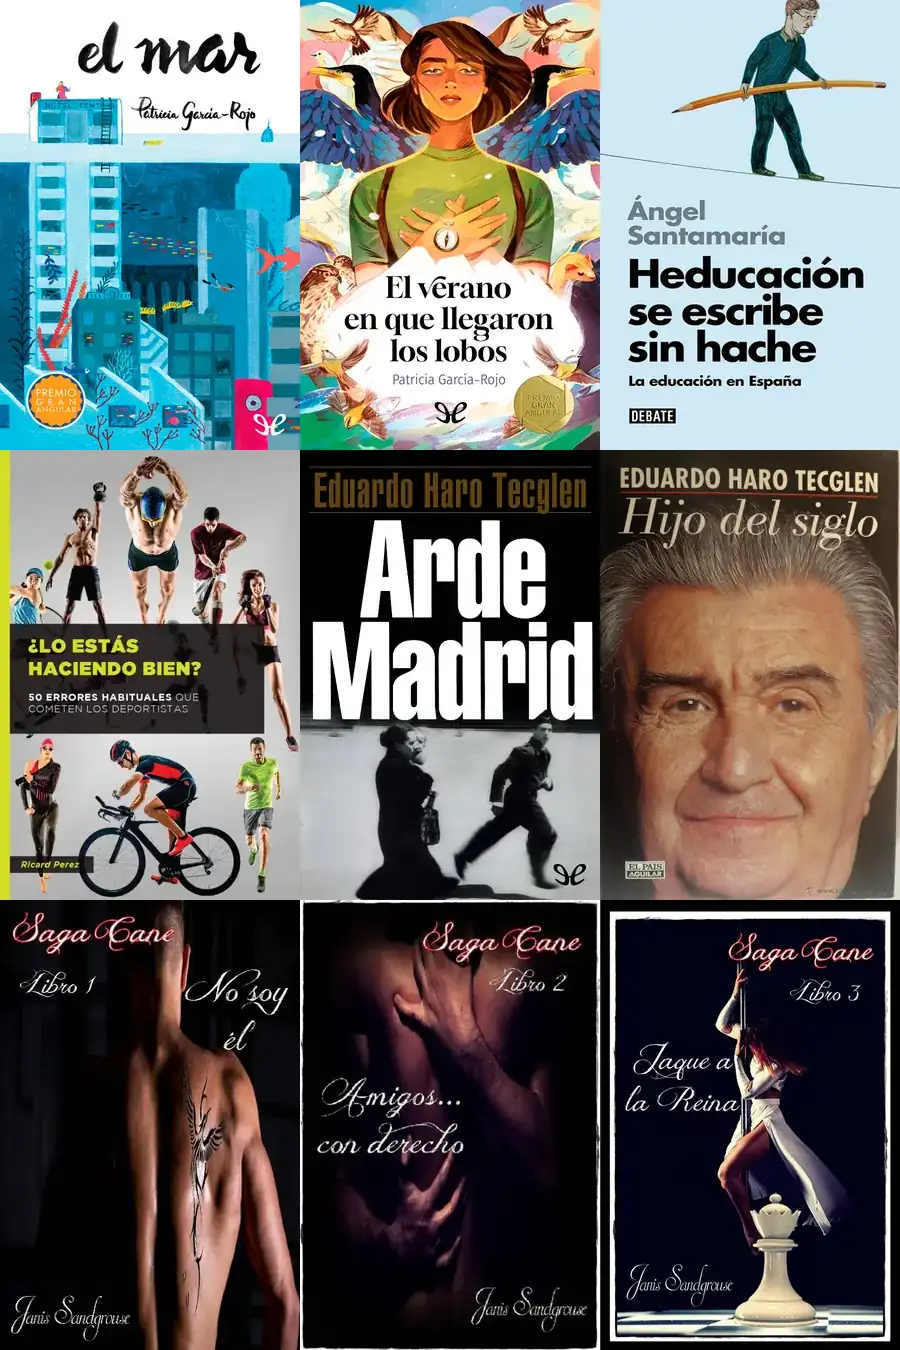 el mar
Patricia García-Rojo
HOTEL CENTRAL
PREMIO
GRAN
ANGULAR
El verano
en que llegaron
los lobos
Patricia García-Rojo
PREMIO
GRAN
ANGULAR
Ángel
Santamaría
Heducación
se escribe
sin hache
La educación en España
DEBATE
¿LO ESTÁS
HACIENDO BIEN?
50 ERRORES HABITUALES QUE
COMETEN LOS DEPORTISTAS
Ricard Perez
Eduardo Haro Tecglen
Arde
Madrid
EDUARDO HARO TECGLEN
Hijo del siglo
EL PAIS
AGUILAR
Saga Cane
Libro 1
No soy
él
Janis Sandgrouse
Saga Cane
Libro 2
Amigos...
con derecho
Janis Sandgrouse
Saga Cane
Libro 3
Jaque a
la Reina
Janis Sandgrouse